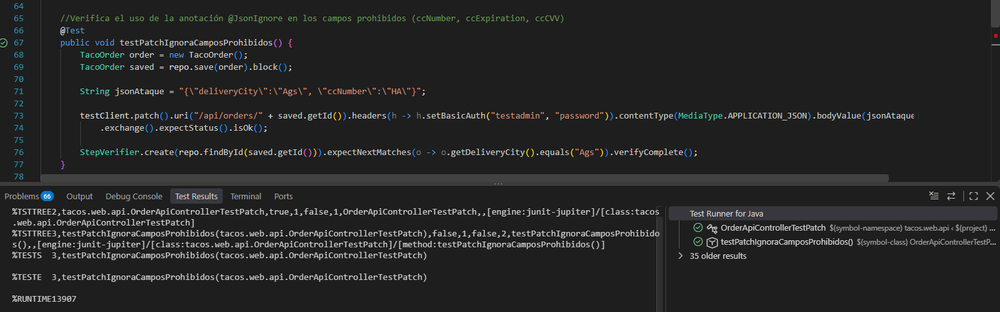 64
65 //Verifica el uso de la anotación @JsonIgnore en los campos prohibidos (ccNumber, ccExpiration, ccCVV)
66 @Test
67 public void testPatchIgnoraCamposProhibidos() {
68 TacoOrder order = new TacoOrder();
69 TacoOrder saved = repo.save(order).block();
70
71 String jsonAtaque = "{\"deliveryCity\":\"Ags\", \"ccNumber\":\"HA\"}";
72
73 testClient.patch().uri("/api/orders/" + saved.getId()).headers(h -> h.setBasicAuth("testadmin", "password")).contentType(MediaType.APPLICATION_JSON).bodyValue(jsonAtaque)
74 .exchange().expectStatus().isOk();
75
76 StepVerifier.create(repo.findById(saved.getId())).expectNextMatches(o -> o.getDeliveryCity().equals("Ags")).verifyComplete();
77 }
78
Problems 66 Output Debug Console Test Results Terminal Ports
%TSTTREE2,tacos.web.api.OrderApiControllerTestPatch,true,1,false,1,OrderApiControllerTestPatch,,[engine:junit-jupiter]/[class:tacos
.web.api.OrderApiControllerTestPatch]
%TSTTREE3,testPatchIgnoraCamposProhibidos(tacos.web.api.OrderApiControllerTestPatch),false,1,false,2,testPatchIgnoraCamposProhibido
s(),,[engine:junit-jupiter]/[class:tacos.web.api.OrderApiControllerTestPatch]/[method:testPatchIgnoraCamposProhibidos()]
%TESTS 3,testPatchIgnoraCamposProhibidos(tacos.web.api.OrderApiControllerTestPatch)
%TESTE 3,testPatchIgnoraCamposProhibidos(tacos.web.api.OrderApiControllerTestPatch)
%RUNTIME13907
Test Runner for Java
OrderApiControllerTestPatch $(symbol-namespace) tacos.web.api < $(project) ...
testPatchIgnoraCamposProhibidos() $(symbol-class) OrderApiControllerTestP...
35 older results